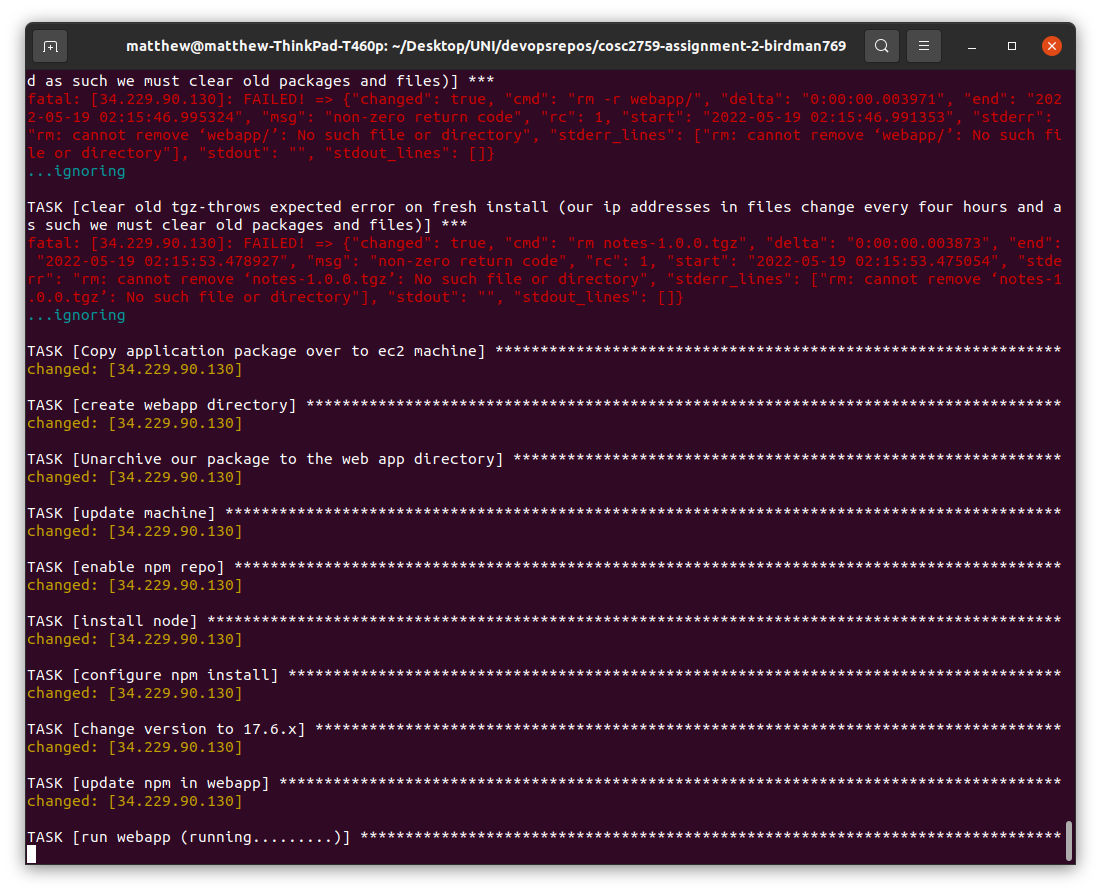 matthew@matthew-ThinkPad-T460p: ~/Desktop/UNI/devopsrepos/cosc2759-assignment-2-birdman769
d as such we must clear old packages and files)] ***
fatal: [34.229.90.130]: FAILED! => {"changed": true, "cmd": "rm -r webapp/", "delta": "0:00:00.003971", "end": "202
2-05-19 02:15:46.995324", "msg": "non-zero return code", "rc": 1, "start": "2022-05-19 02:15:46.991353", "stderr":
"rm: cannot remove ‘webapp/’: No such file or directory", "stderr_lines": ["rm: cannot remove ‘webapp/’: No such fi
le or directory"], "stdout": "", "stdout_lines": []}
...ignoring
TASK [clear old tgz-throws expected error on fresh install (our ip addresses in files change every four hours and a
s such we must clear old packages and files)] ***
fatal: [34.229.90.130]: FAILED! => {"changed": true, "cmd": "rm notes-1.0.0.tgz", "delta": "0:00:00.003873", "end":
"2022-05-19 02:15:53.478927", "msg": "non-zero return code", "rc": 1, "start": "2022-05-19 02:15:53.475054", "stde
rr": "rm: cannot remove ‘notes-1.0.0.tgz’: No such file or directory", "stderr_lines": ["rm: cannot remove ‘notes-1
.0.0.tgz’: No such file or directory"], "stdout": "", "stdout_lines": []}
...ignoring
TASK [Copy application package over to ec2 machine] ***************************************************************
changed: [34.229.90.130]
TASK [create webapp directory] ************************************************************************************
changed: [34.229.90.130]
TASK [Unarchive our package to the web app directory] *************************************************************
changed: [34.229.90.130]
TASK [update machine] *********************************************************************************************
changed: [34.229.90.130]
TASK [enable npm repo] ********************************************************************************************
changed: [34.229.90.130]
TASK [install node] ***********************************************************************************************
changed: [34.229.90.130]
TASK [configure npm install] **************************************************************************************
changed: [34.229.90.130]
TASK [change version to 17.6.x] ***********************************************************************************
changed: [34.229.90.130]
TASK [update npm in webapp] ***************************************************************************************
changed: [34.229.90.130]
TASK [run webapp (running.........)] ******************************************************************************